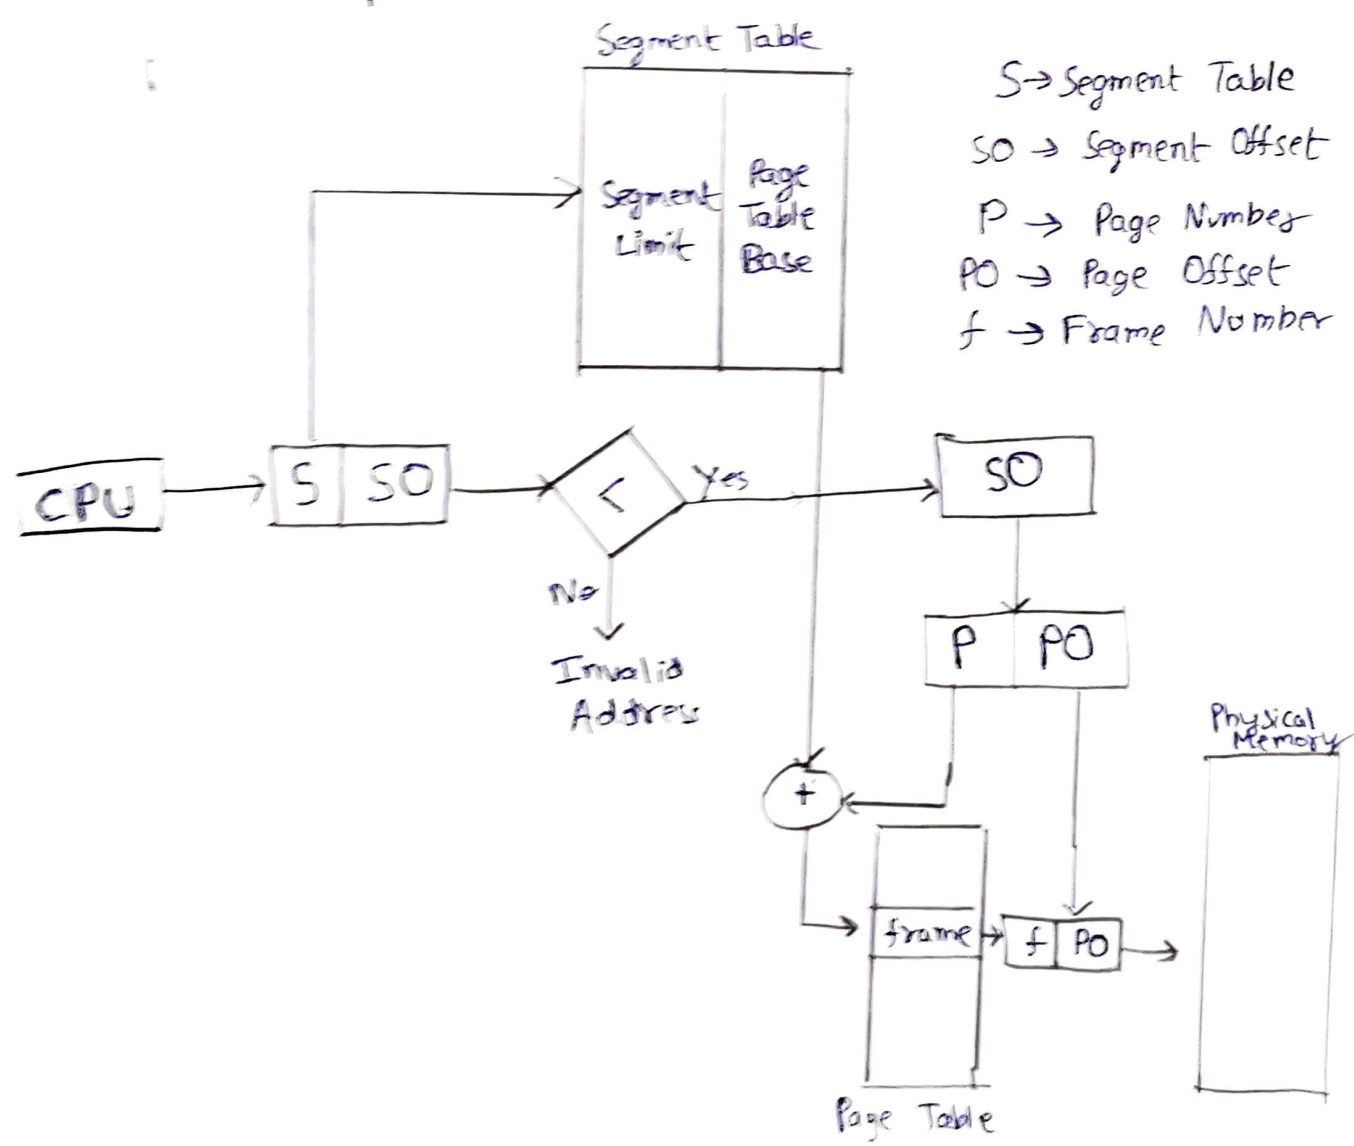 Segment Table
S → Segment Table
SO → Segment Offset
P → Page Number
PO → Page Offset
f → Frame Number
Segment
Limit
Page
Table
Base
CPU
S SO
<
Yes
SO
No
Invalid
Address
P PO
Physical
Memory
+
frame
f PO
Page Table